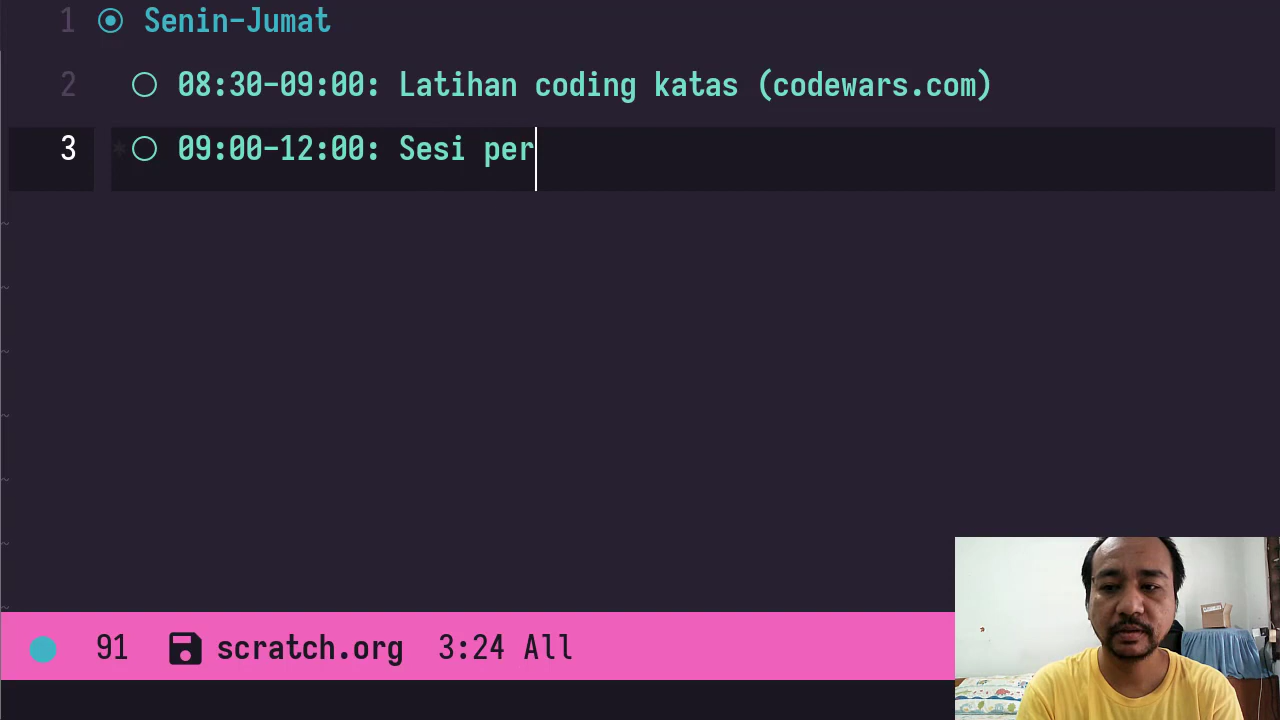 1 Senin-Jumat
2 08:30-09:00: Latihan coding katas (codewars.com)
3 * 09:00-12:00: Sesi per
~
~
~
~
~
~
~
91 scratch.org 3:24 All